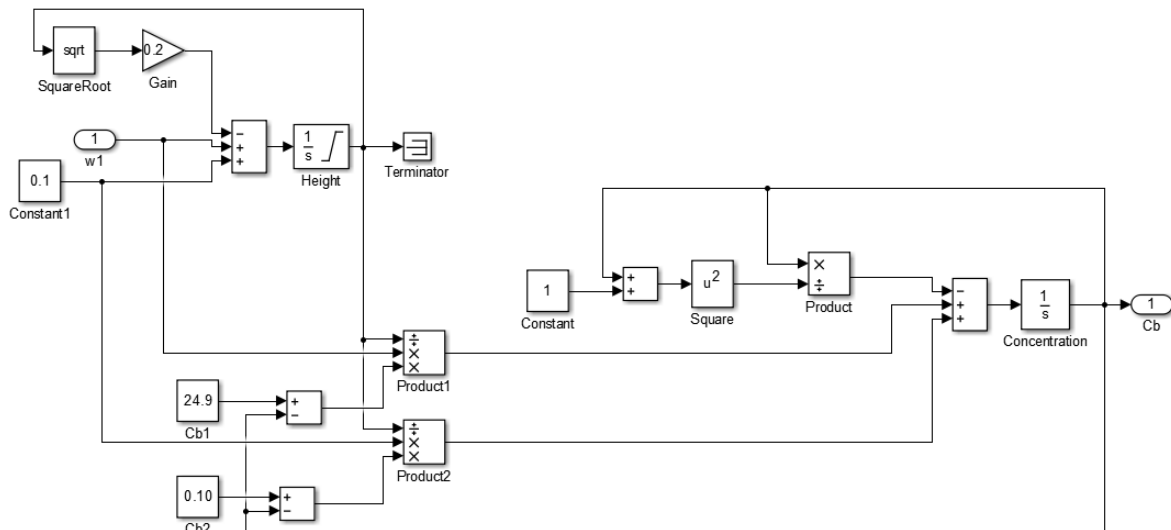 sqrt
SquareRoot
0.2
Gain
1
w1
0.1
Constant1
−
+
+
1
s
Height
Terminator
1
Constant
+
+
u2
Square
×
÷
Product
−
+
+
1
s
Concentration
1
Cb
÷
×
×
Product1
24.9
Cb1
+
−
÷
×
×
Product2
0.10
Cb2
+
−